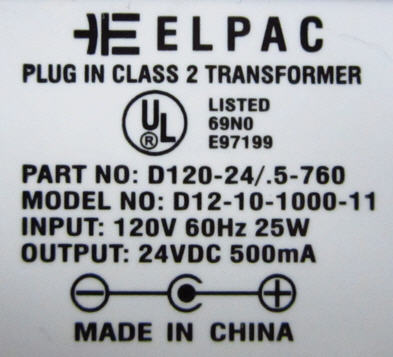 ELPAC
PLUG IN CLASS 2 TRANSFORMER
UL ®
LISTED
69N0
E97199
PART NO: D120-24/.5-760
MODEL NO: D12-10-1000-11
INPUT: 120V 60Hz 25W
OUTPUT: 24VDC 500mA
MADE IN CHINA